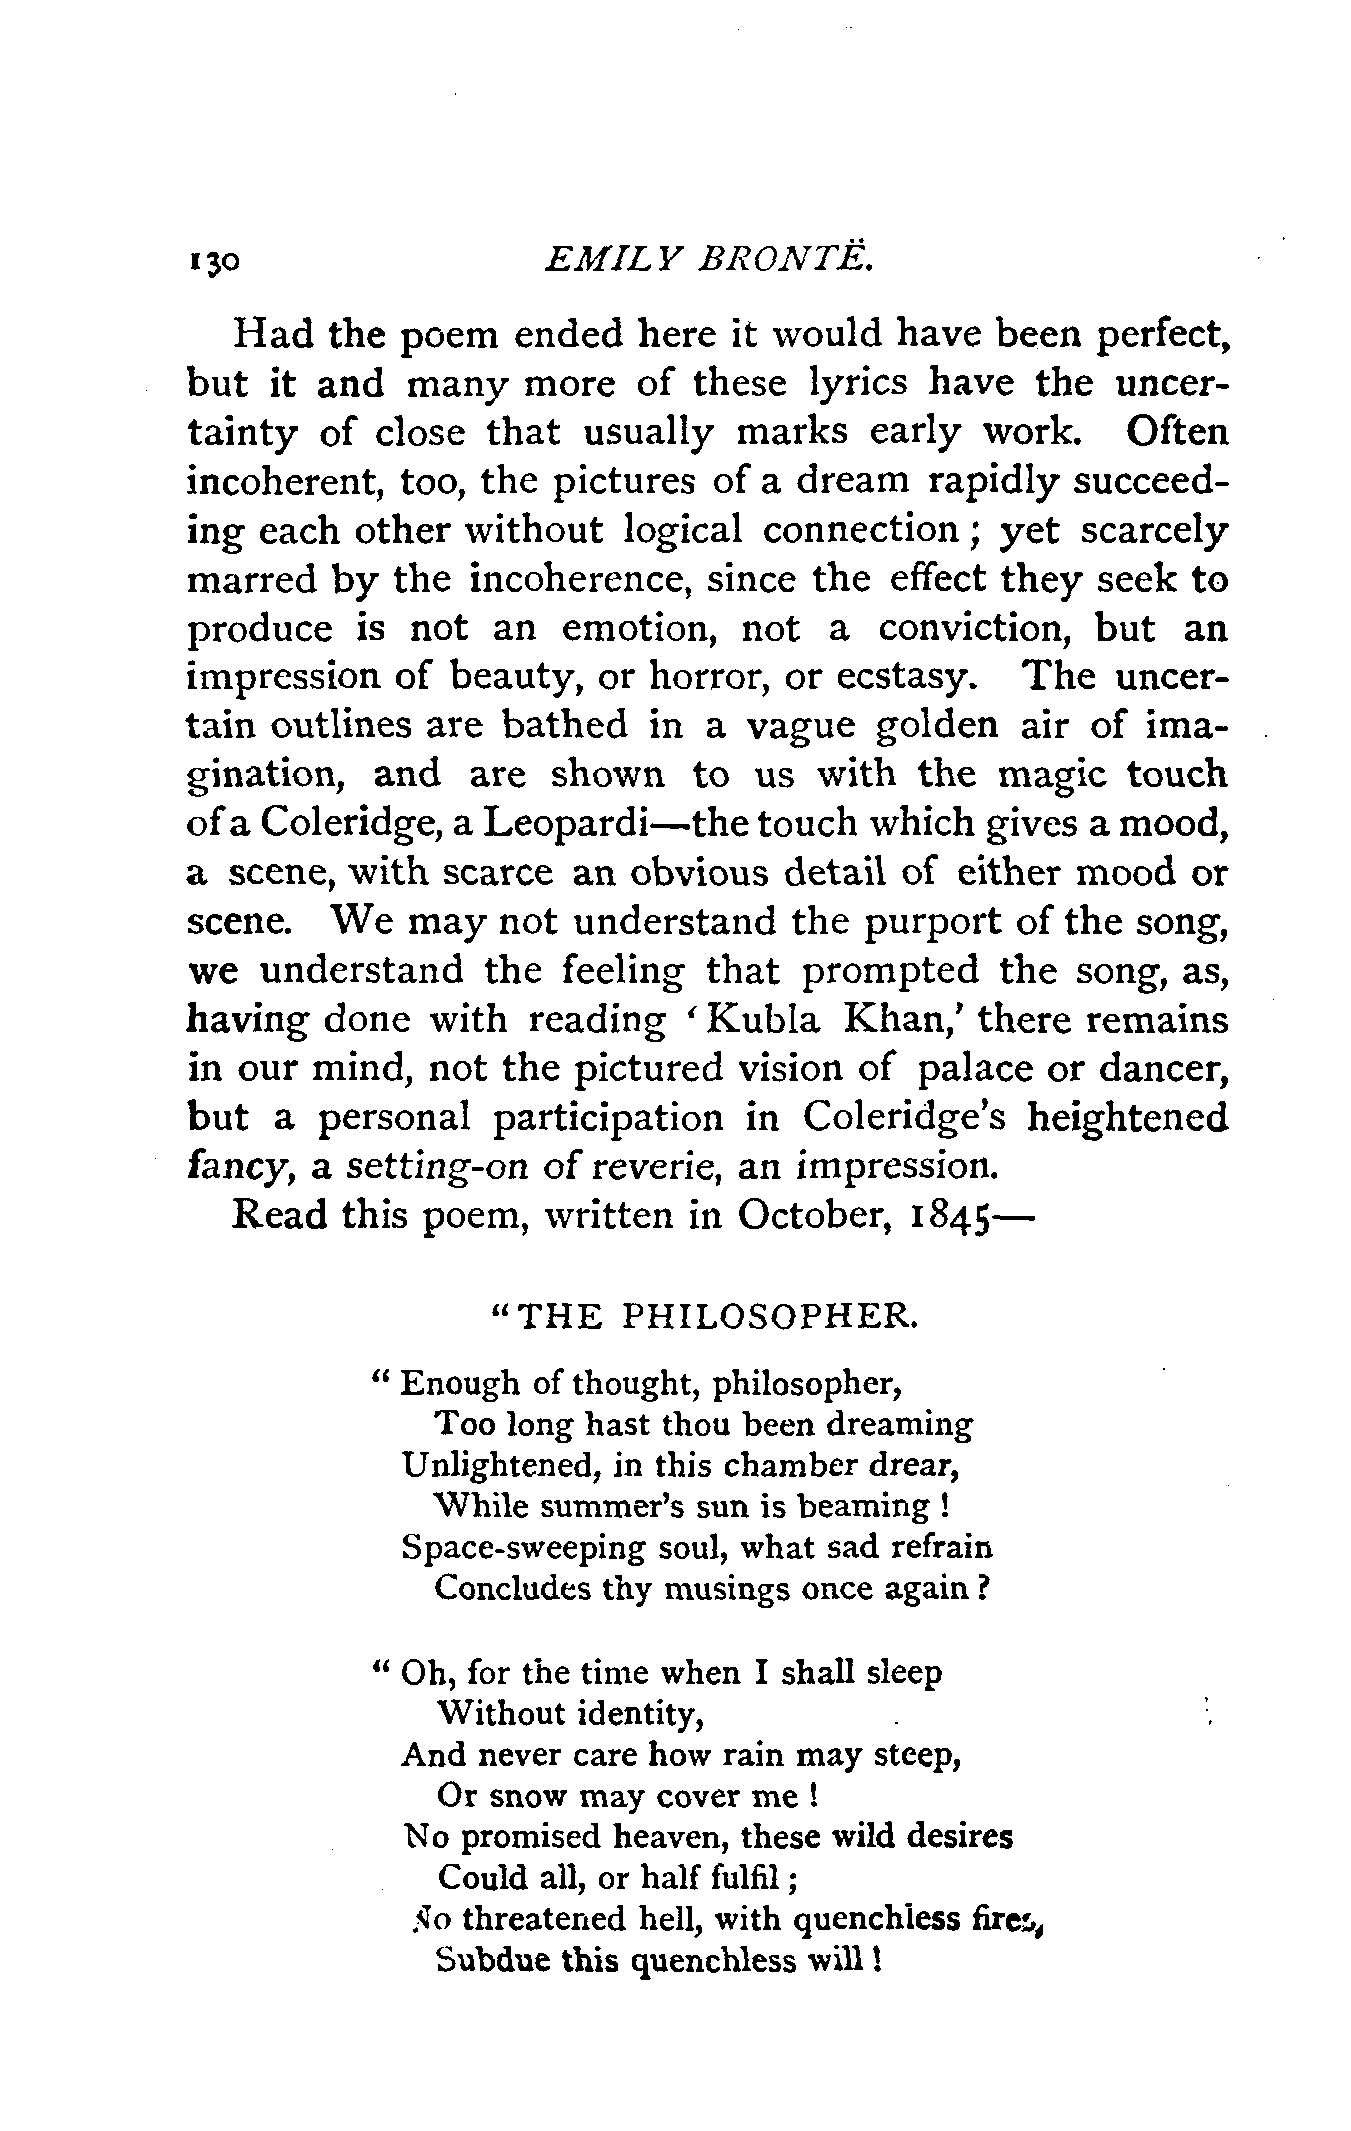 130 EMILY BRONTË.
Had the poem ended here it would have been perfect,
but it and many more of these lyrics have the uncer-
tainty of close that usually marks early work. Often
incoherent, too, the pictures of a dream rapidly succeed-
ing each other without logical connection ; yet scarcely
marred by the incoherence, since the effect they seek to
produce is not an emotion, not a conviction, but an
impression of beauty, or horror, or ecstasy. The uncer-
tain outlines are bathed in a vague golden air of ima-
gination, and are shown to us with the magic touch
of a Coleridge, a Leopardi—the touch which gives a mood,
a scene, with scarce an obvious detail of either mood or
scene. We may not understand the purport of the song,
we understand the feeling that prompted the song, as,
having done with reading ‘Kubla Khan,’ there remains
in our mind, not the pictured vision of palace or dancer,
but a personal participation in Coleridge’s heightened
fancy, a setting-on of reverie, an impression.
Read this poem, written in October, 1845—
“THE PHILOSOPHER.
“ Enough of thought, philosopher,
Too long hast thou been dreaming
Unlightened, in this chamber drear,
While summer’s sun is beaming !
Space-sweeping soul, what sad refrain
Concludes thy musings once again ?
“ Oh, for the time when I shall sleep
Without identity,
And never care how rain may steep,
Or snow may cover me !
No promised heaven, these wild desires
Could all, or half fulfil ;
No threatened hell, with quenchless fires,
Subdue this quenchless will !